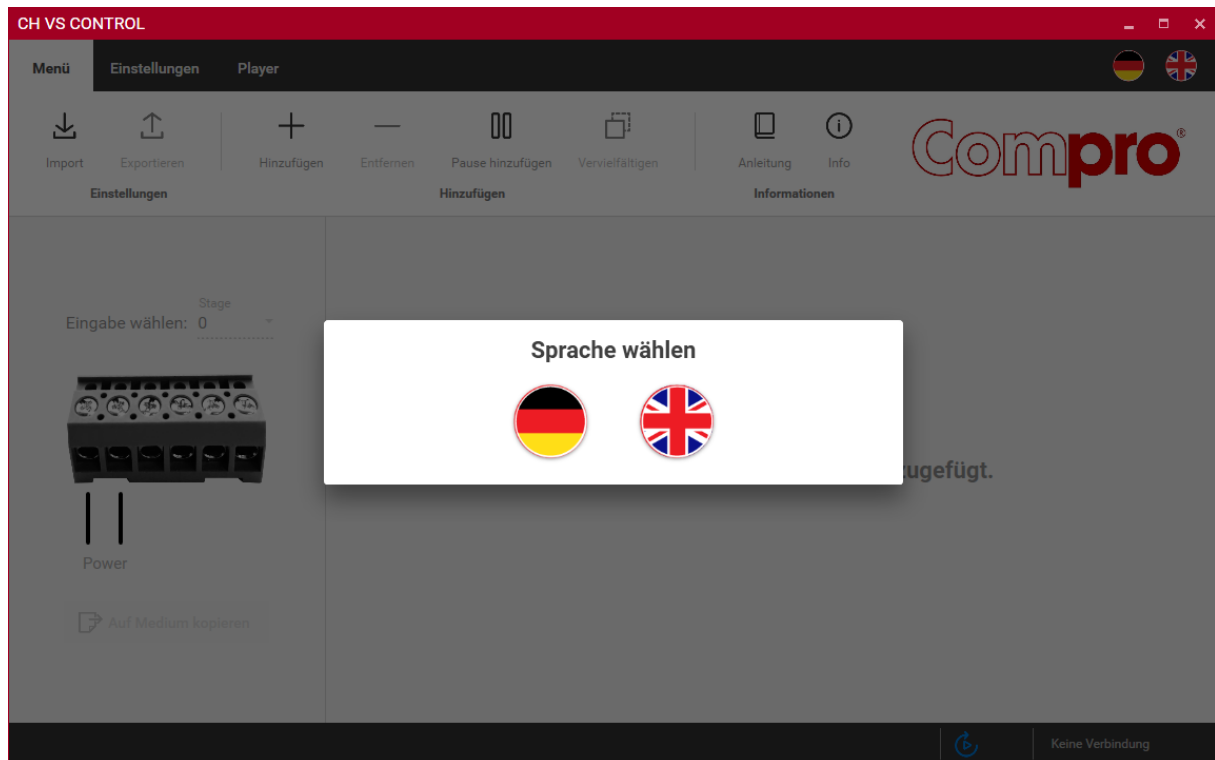 CH VS CONTROL
Menü Einstellungen Player
Import Exportieren Hinzufügen Entfernen Pause hinzufügen Vervielfältigen Anleitung Info
Einstellungen Hinzufügen Informationen
Compro®
Stage
Eingabe wählen: 0
Sprache wählen
zugefügt.
Power
Auf Medium kopieren
Keine Verbindung